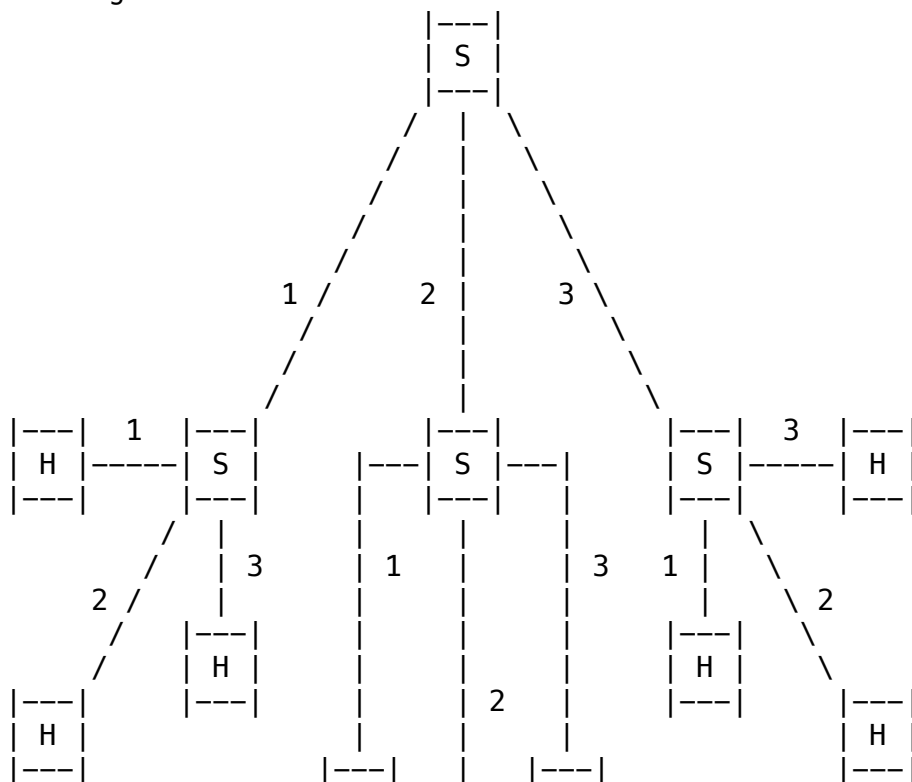 |---|
                        | S |
                        |---|
                       /  |  \
                      /   |   \
                     /    |    \
                    /     |     \
                   /      |      \
                1 /     2 |     3 \
                 /        |        \
                /         |         \
               /          |          \
|---|  1  |---|         |---|         |---|  3  |---|
| H |-----| S |     |---| S |---|     | S |-----| H |
|---|     |---|     |   |---|   |     |---|     |---|
         /  |       |     |     |       |  \
        /   | 3     | 1   |     | 3   1 |   \
     2 /    |       |     |     |       |    \ 2
      /   |---|     |     |     |     |---|   \
     /    | H |     |     |     |     | H |    \
|---|     |---|     |     | 2   |     |---|     |---|
| H |               |     |     |               | H |
|---|             |---|   |   |---|             |---|